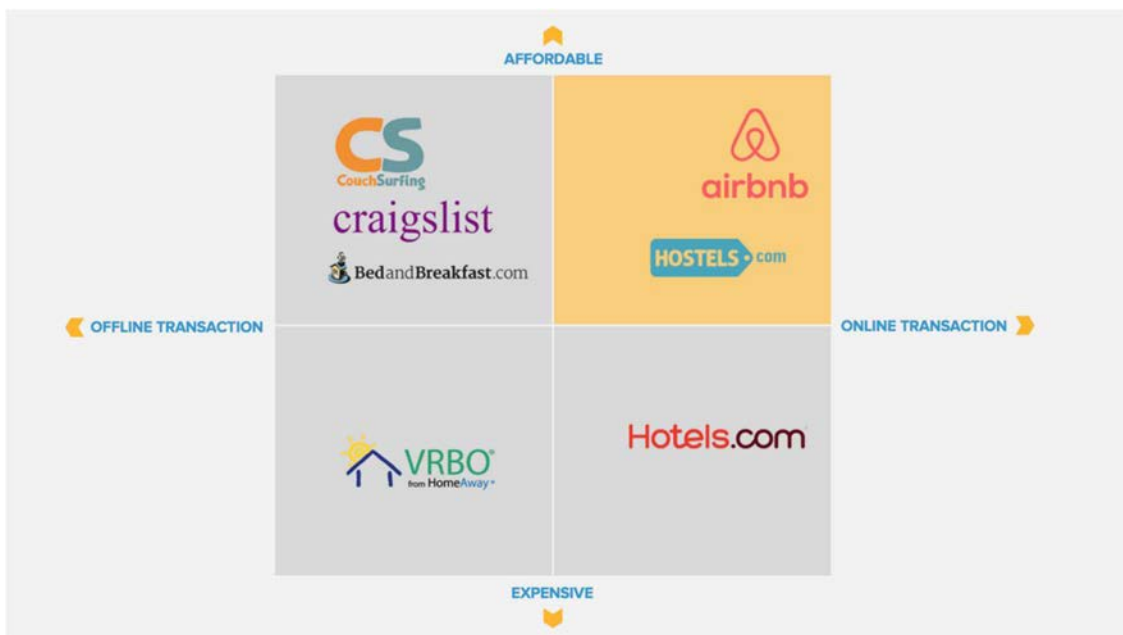 AFFORDABLE
CS
CouchSurfing
craigslist
BedandBreakfast.com
airbnb
HOSTELS com
OFFLINE TRANSACTION
ONLINE TRANSACTION
VRBO®
from HomeAway
Hotels.com
EXPENSIVE